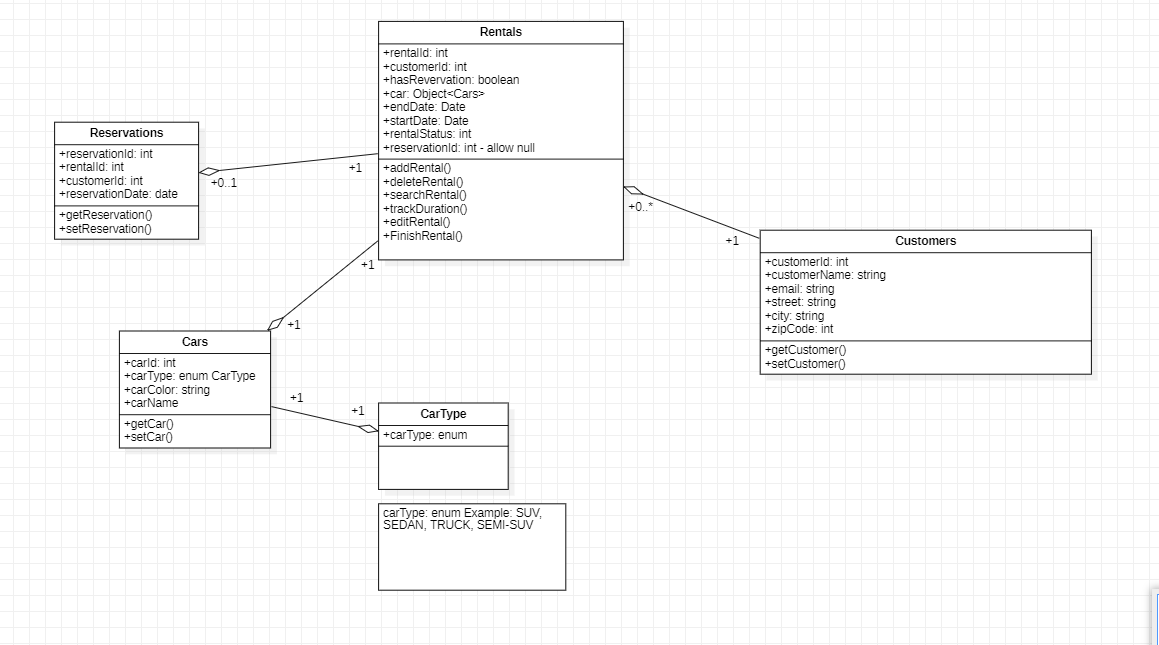 Rentals
+rentalId: int
+customerId: int
+hasRevervation: boolean
+car: Object<Cars>
+endDate: Date
+startDate: Date
+rentalStatus: int
+reservationId: int - allow null
+addRental()
+deleteRental()
+searchRental()
+trackDuration()
+editRental()
+FinishRental()
Reservations
+reservationId: int
+rentalId: int
+customerId: int
+reservationDate: date
+getReservation()
+setReservation()
+0..1
+1
+0..*
+1
+1
+1
Customers
+customerId: int
+customerName: string
+email: string
+street: string
+city: string
+zipCode: int
+getCustomer()
+setCustomer()
Cars
+carId: int
+carType: enum CarType
+carColor: string
+carName
+getCar()
+setCar()
+1
+1
CarType
+carType: enum
carType: enum Example: SUV,
SEDAN, TRUCK, SEMI-SUV